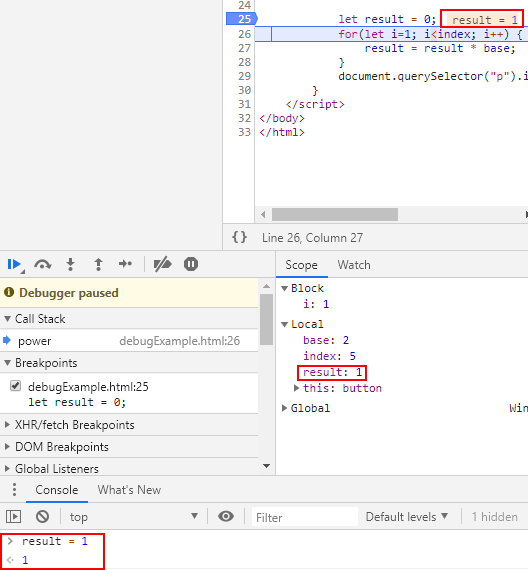 24
25 let result = 0; result = 1
26 for(let i=1; i<index; i++) {
27 result = result * base;
28 }
29 document.querySelector("p").i
30 }
31 </script>
32 </body>
33 </html>
{} Line 26, Column 27
Debugger paused
Call Stack
power debugExample.html:26
Breakpoints
debugExample.html:25
let result = 0;
XHR/fetch Breakpoints
DOM Breakpoints
Global Listeners
Scope Watch
Block
i: 1
Local
base: 2
index: 5
result: 1
this: button
Global Win
Console What's New
top Filter Default levels 1 hidden
> result = 1
1